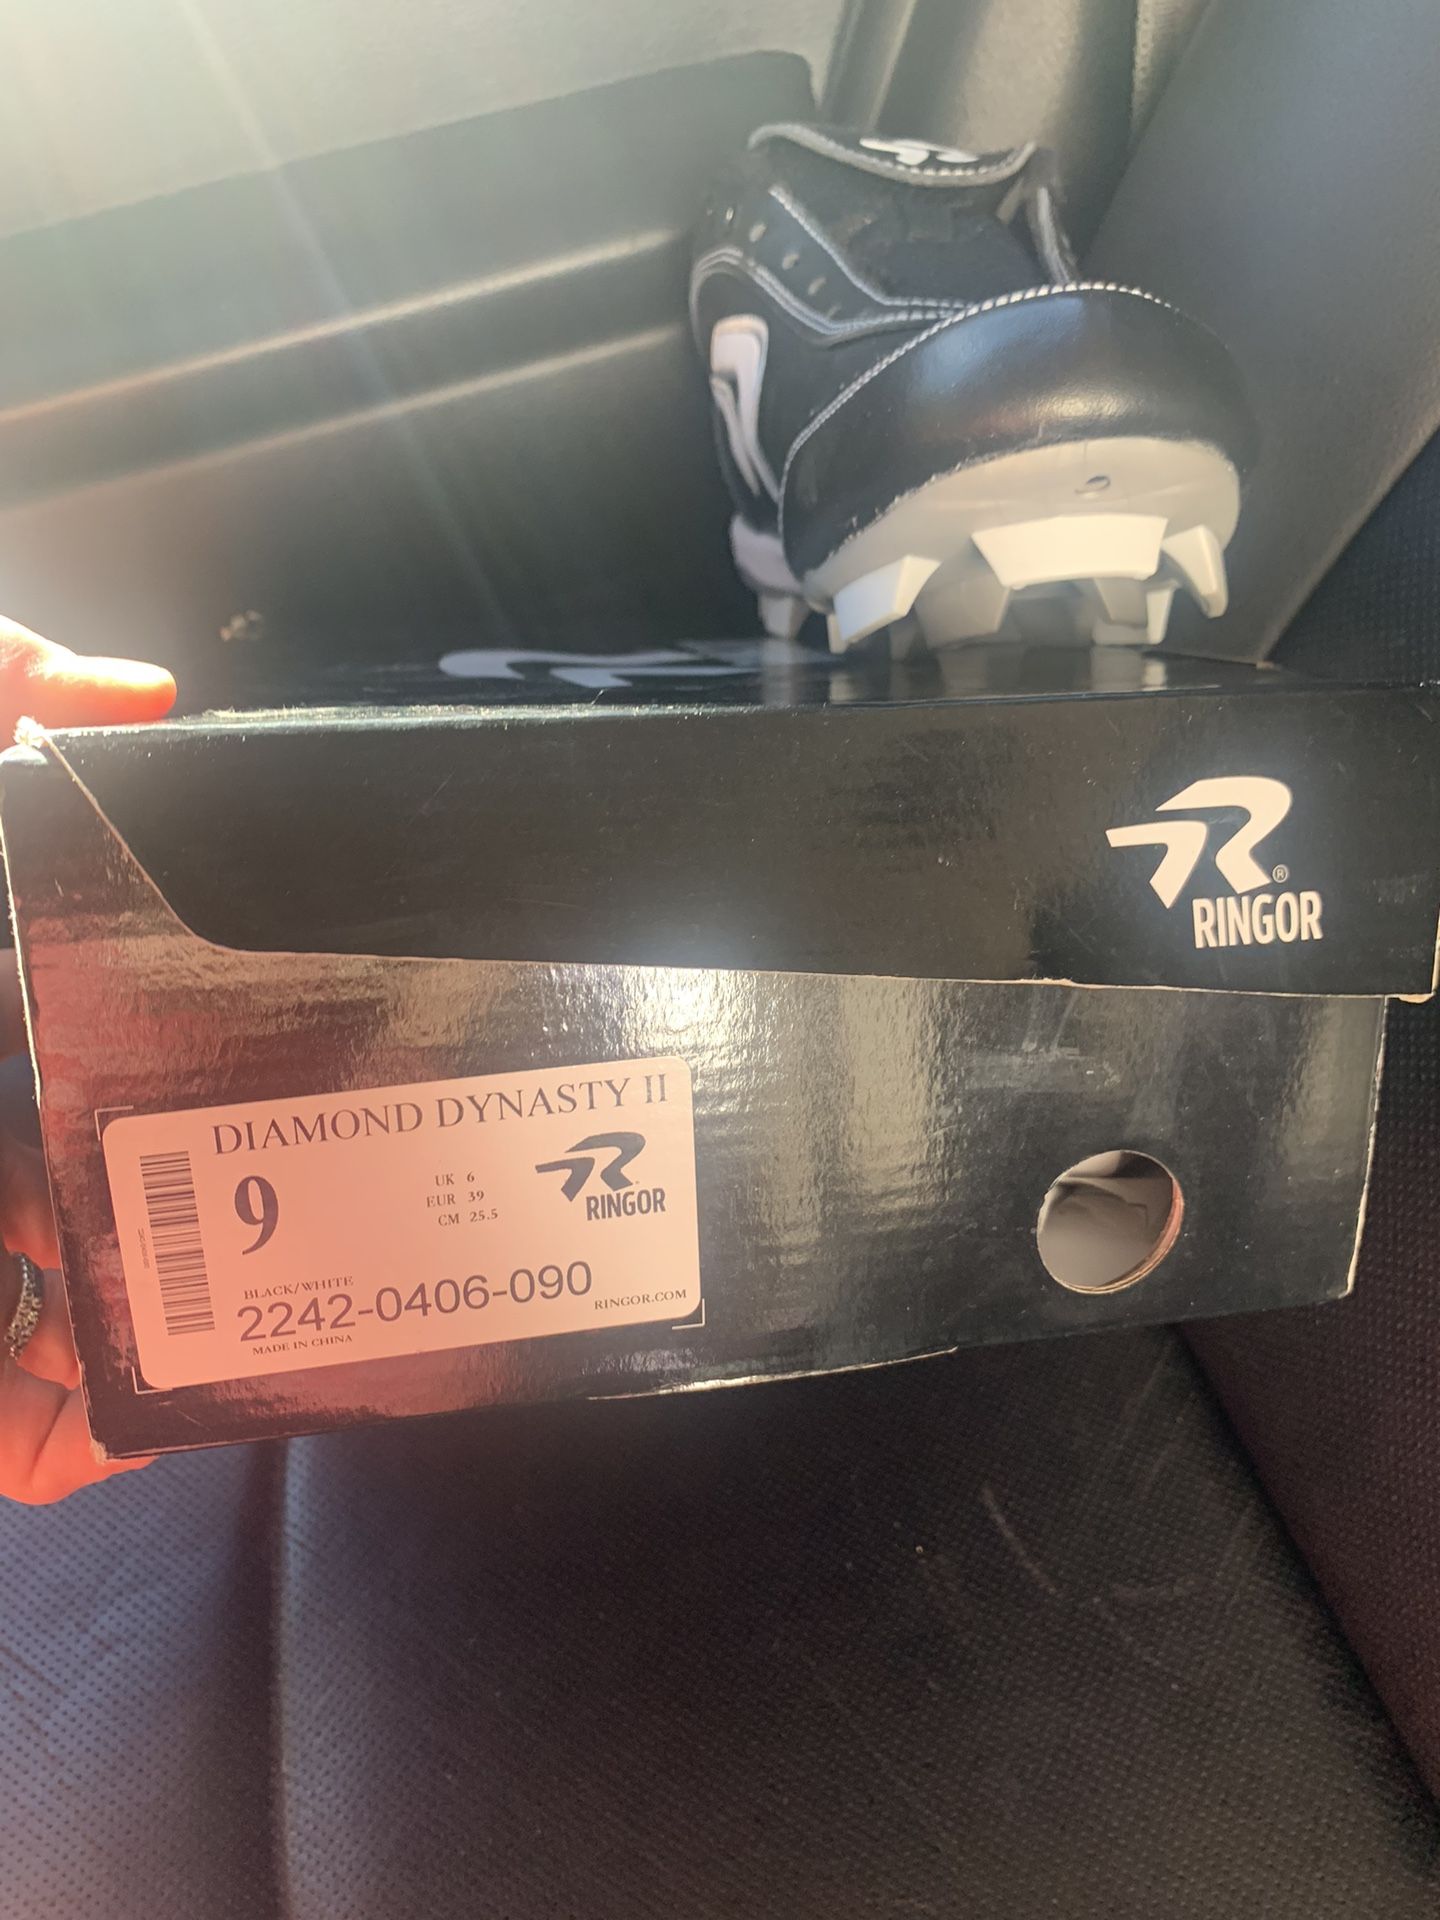 RINGOR
DIAMOND DYNASTY II
9
UK 6
EUR 39
CM 25.5
RINGOR
BLACK/WHITE
2242-0406-090
RINGOR.COM
MADE IN CHINA